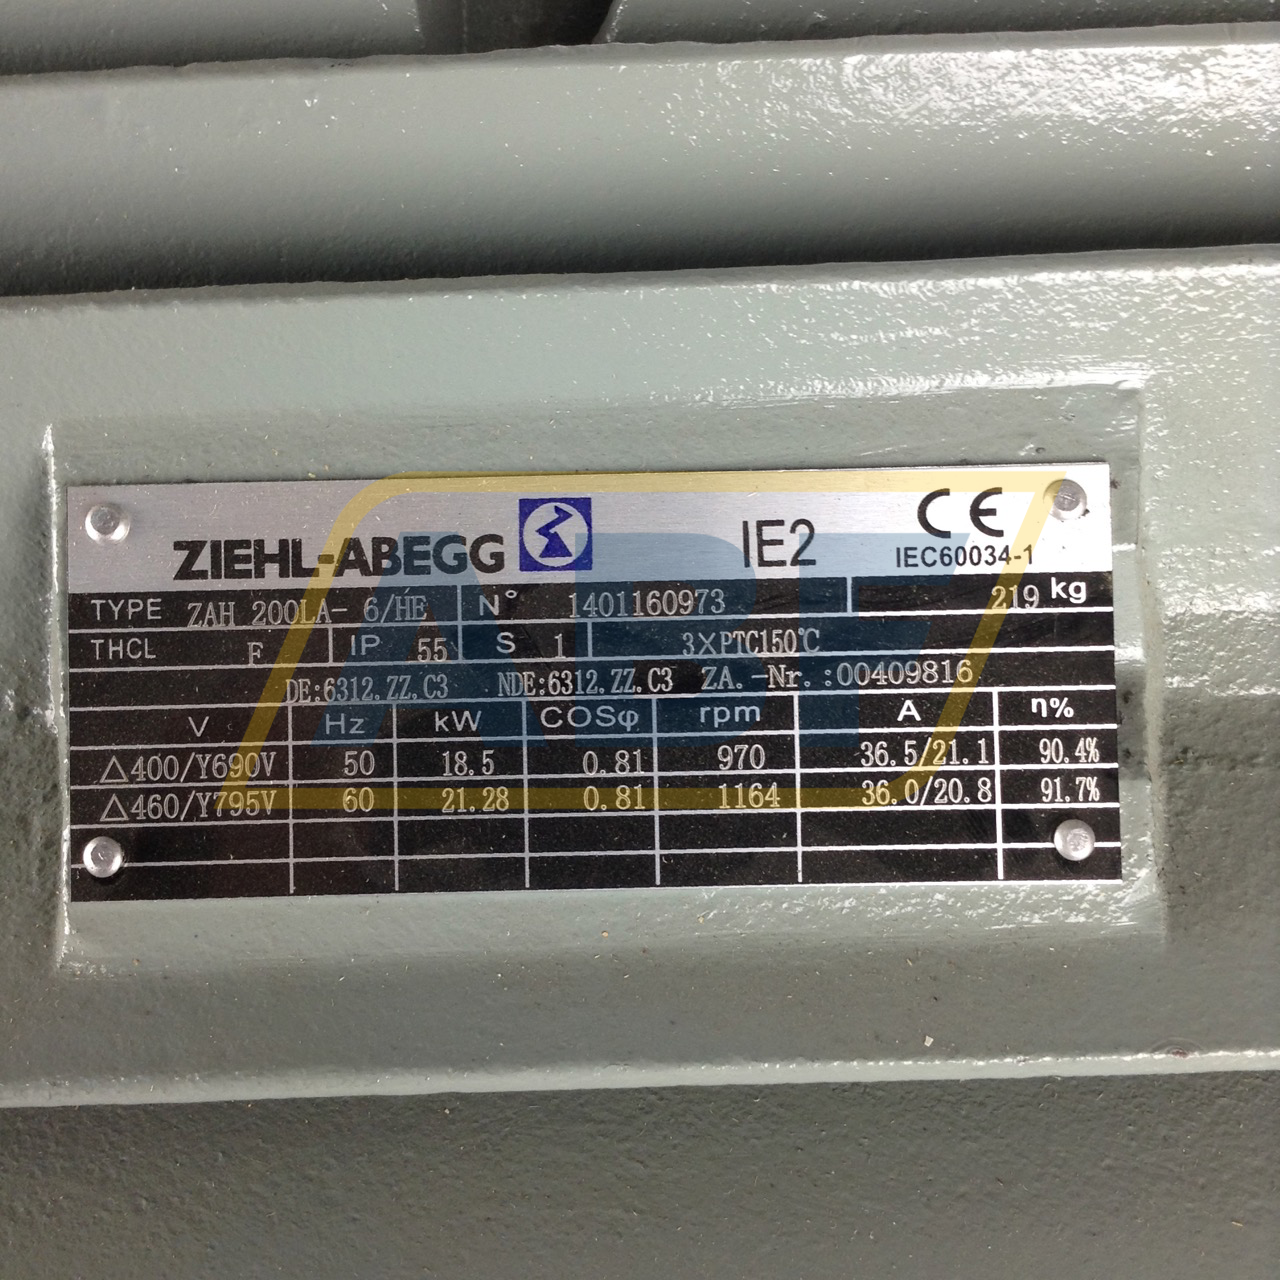 ZIEHL-ABEGG IE2 CE
IEC60034-1
TYPE ZAH 200LA- 6/HE N° 1401160973 219 kg
THCL F IP 55 S 1 3XPTC150℃
DE:6312.ZZ.C3 NDE:6312.ZZ.C3 ZA.-Nr.:00409816
V Hz kW COSφ rpm A η%
△400/Y690V 50 18.5 0.81 970 36.5/21.1 90.4%
△460/Y795V 60 21.28 0.81 1164 36.0/20.8 91.7%
ABF